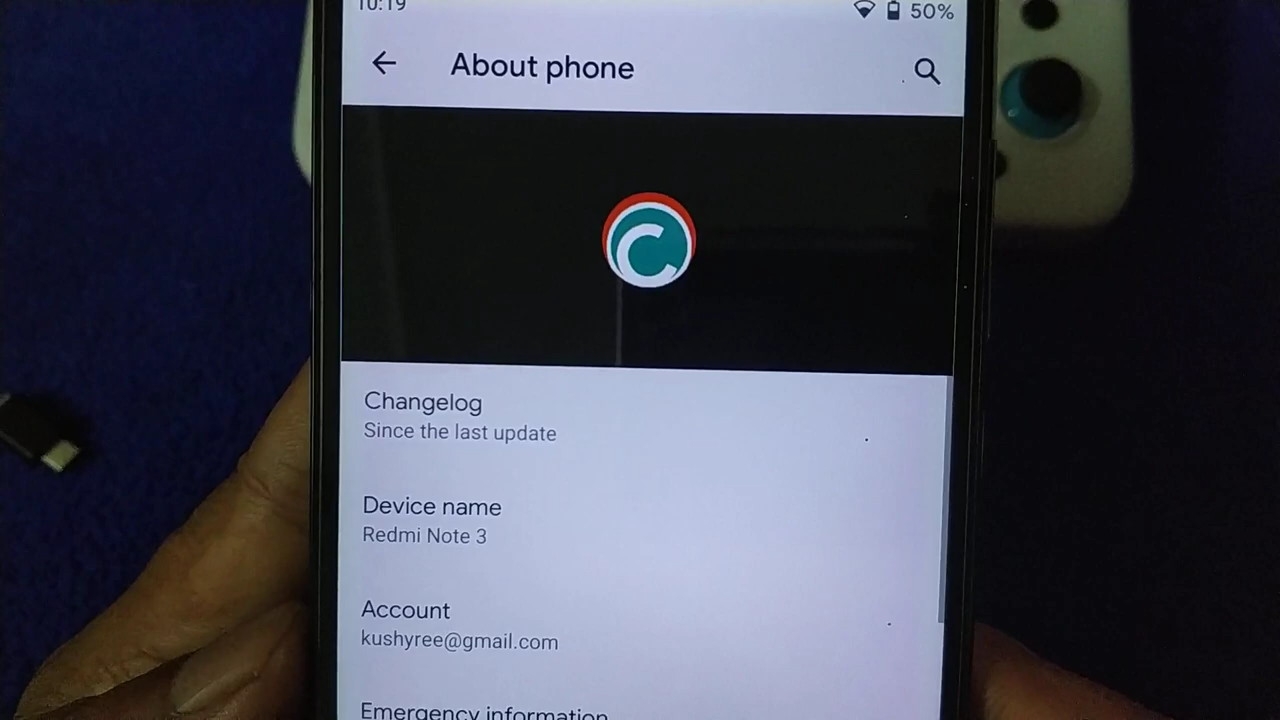 10:19 50%
About phone
Changelog
Since the last update
Device name
Redmi Note 3
Account
kushyree@gmail.com
Emergency information